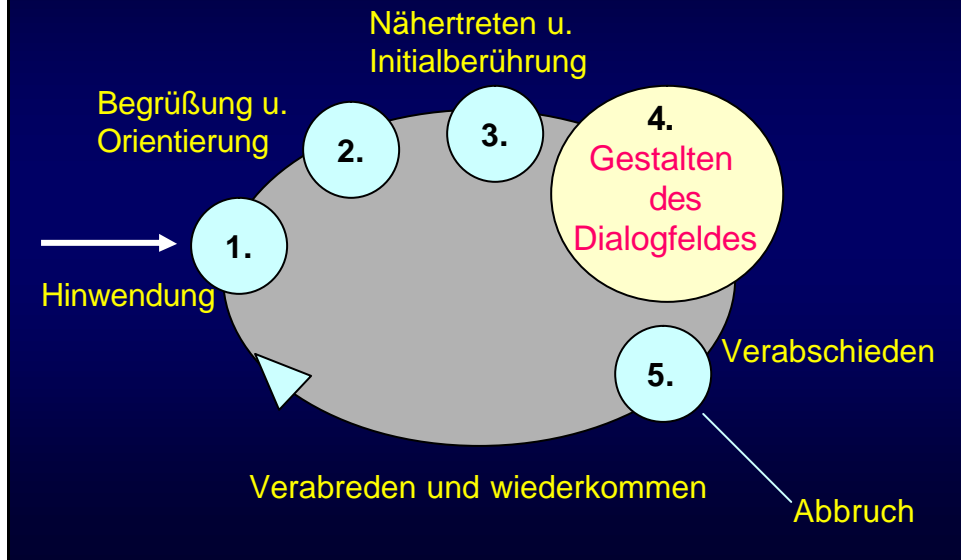 Nähertreten u.
Initialberührung
Begrüßung u.
Orientierung
1.
2.
3.
4.
Gestalten
des
Dialogfeldes
Hinwendung
5.
Verabschieden
Verabreden und wiederkommen
Abbruch